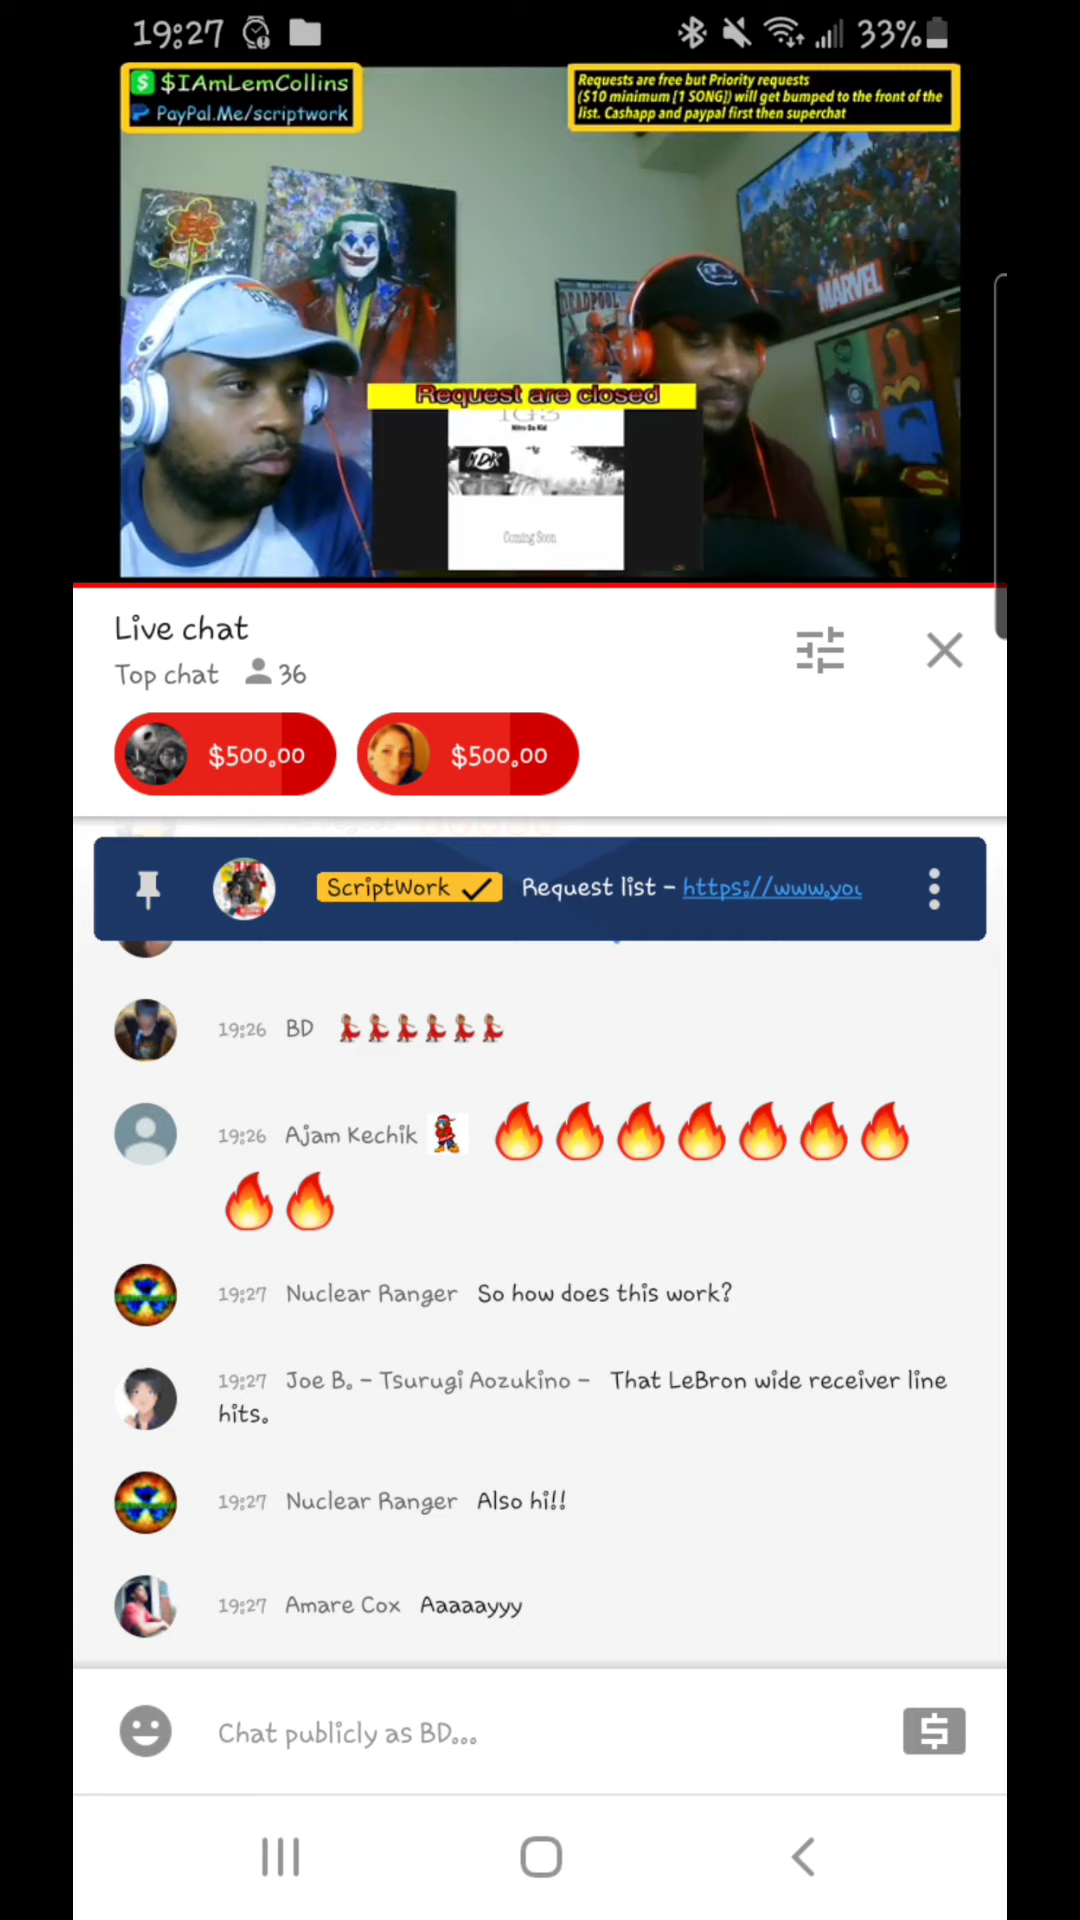 19:27
33%
$IAmLemCollins
PayPal.Me/scriptwork
Requests are free but Priority requests
($10 minimum [1 SONG]) will get bumped to the front of the
list. Cashapp and paypal first then superchat
DEADPOOL
MARVEL
Request are closed
Nitro Da Kid
NDK
Coming Soon
Live chat
Top chat 36
$500.00 $500.00
ScriptWork Request list - https://www.you
19:26 BD
19:26 Ajam Kechik
19:27 Nuclear Ranger So how does this work?
19:27 Joe B. - Tsurugi Aozukino - That LeBron wide receiver line
hits.
19:27 Nuclear Ranger Also hi!!
19:27 Amare Cox Aaaaayyy
Chat publicly as BD...